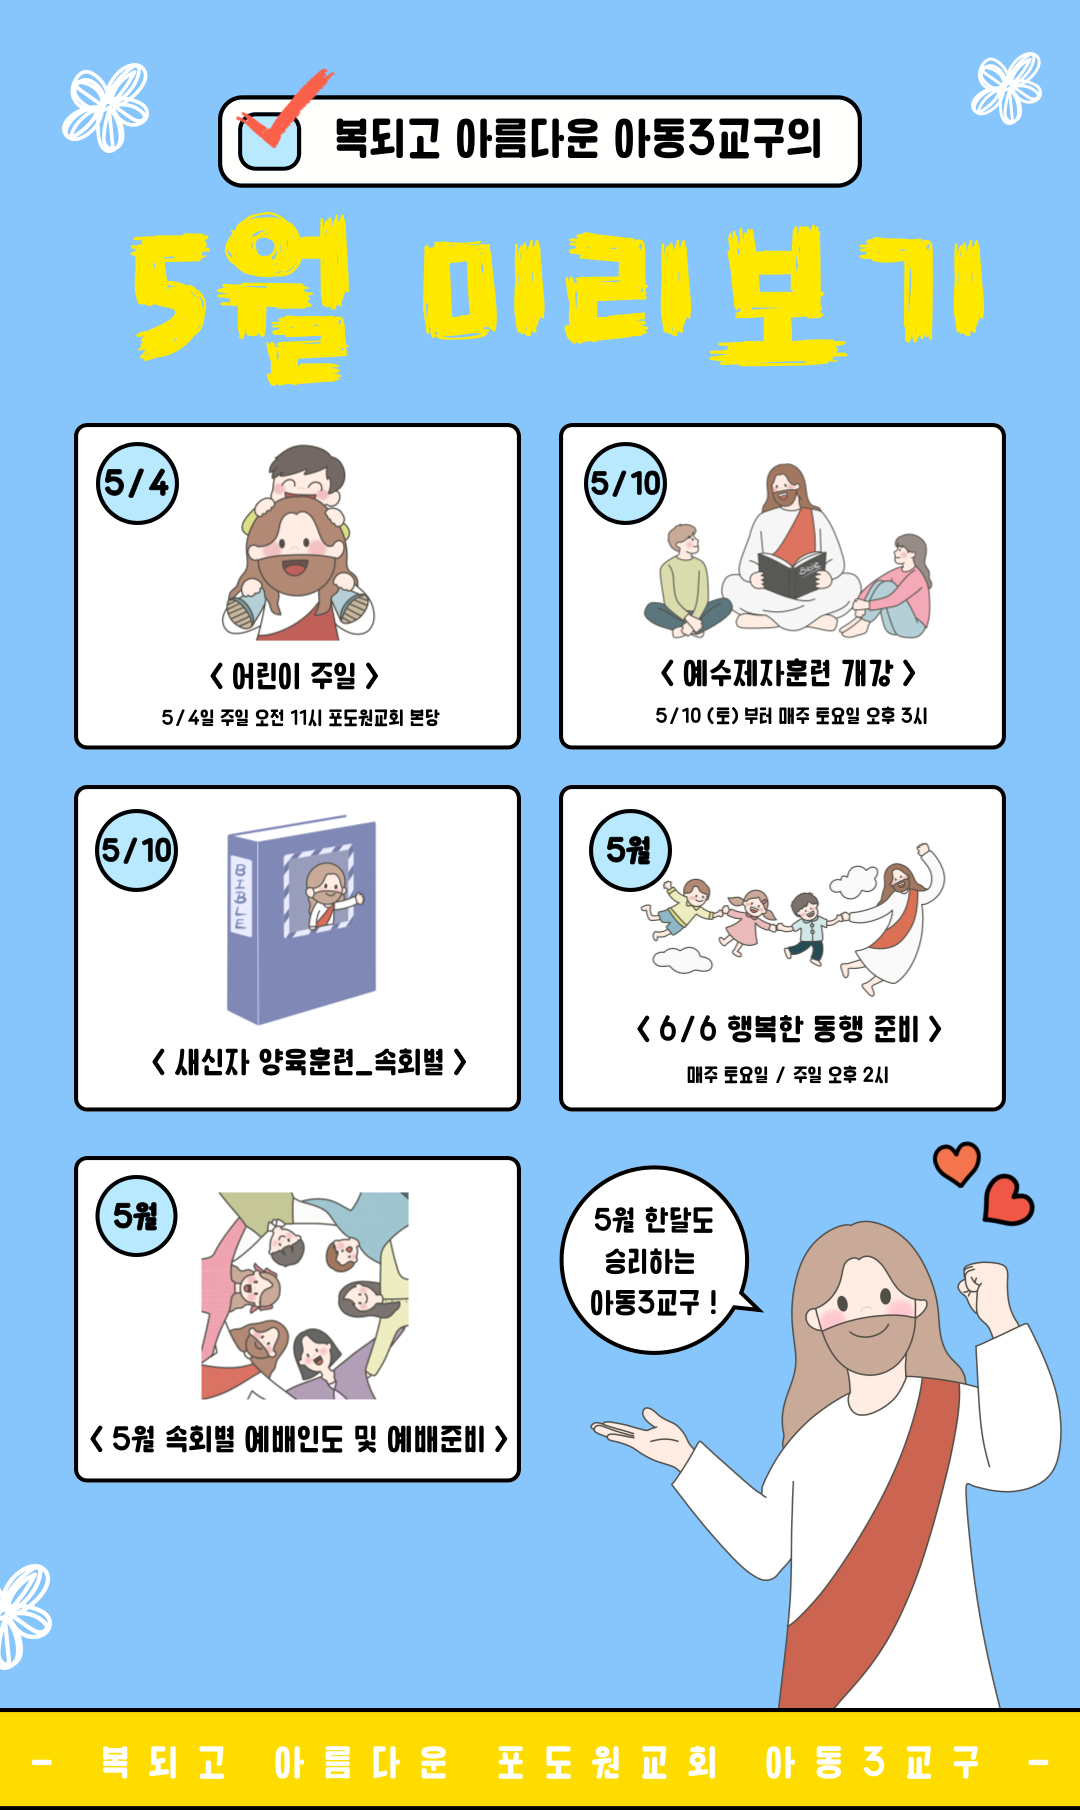 복되고 아름다운 아동3교구의
5월 미리보기
5/4
< 어린이 주일 >
5/4일 주일 오전 11시 포도원교회 본당
5/10
Bible
< 예수제자훈련 개강 >
5/10 (토) 부터 매주 토요일 오후 3시
5/10
BIBLE
< 새신자 양육훈련_속회별 >
5월
< 6/6 행복한 동행 준비 >
매주 토요일 / 주일 오후 2시
5월
< 5월 속회별 예배인도 및 예배준비 >
5월 한달도
승리하는
아동3교구 !
- 복되고 아름다운 포도원교회 아동3교구 -